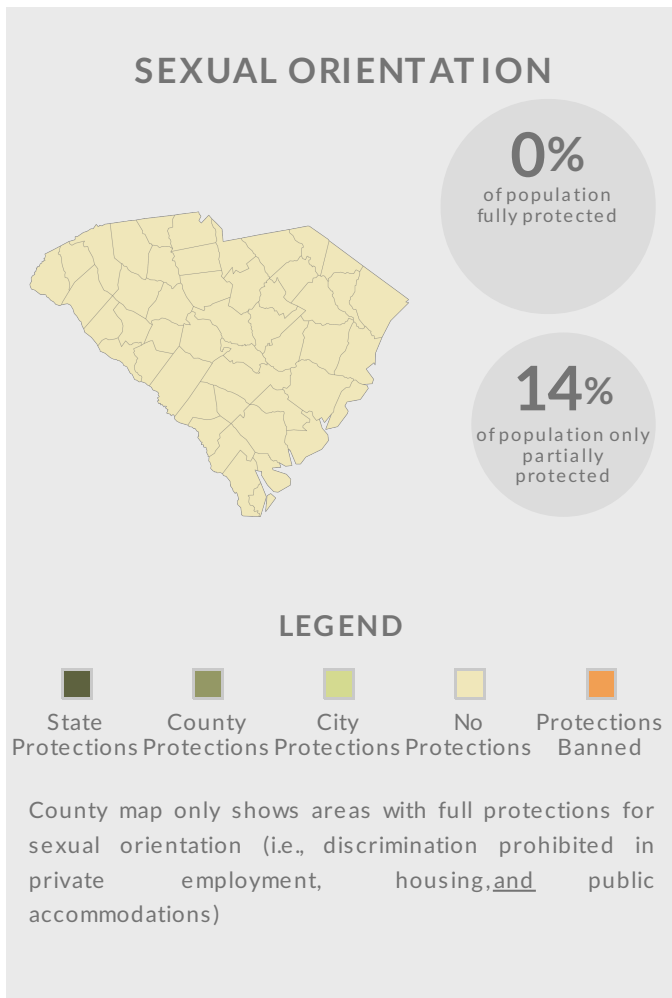 SEXUAL ORIENTATION
0%
of population
fully protected
14%
of population only
partially
protected
LEGEND
State
Protections
County
Protections
City
Protections
No
Protections
Protections
Banned
County map only shows areas with full protections for
sexual orientation (i.e., discrimination prohibited in
private employment, housing, and public
accommodations)